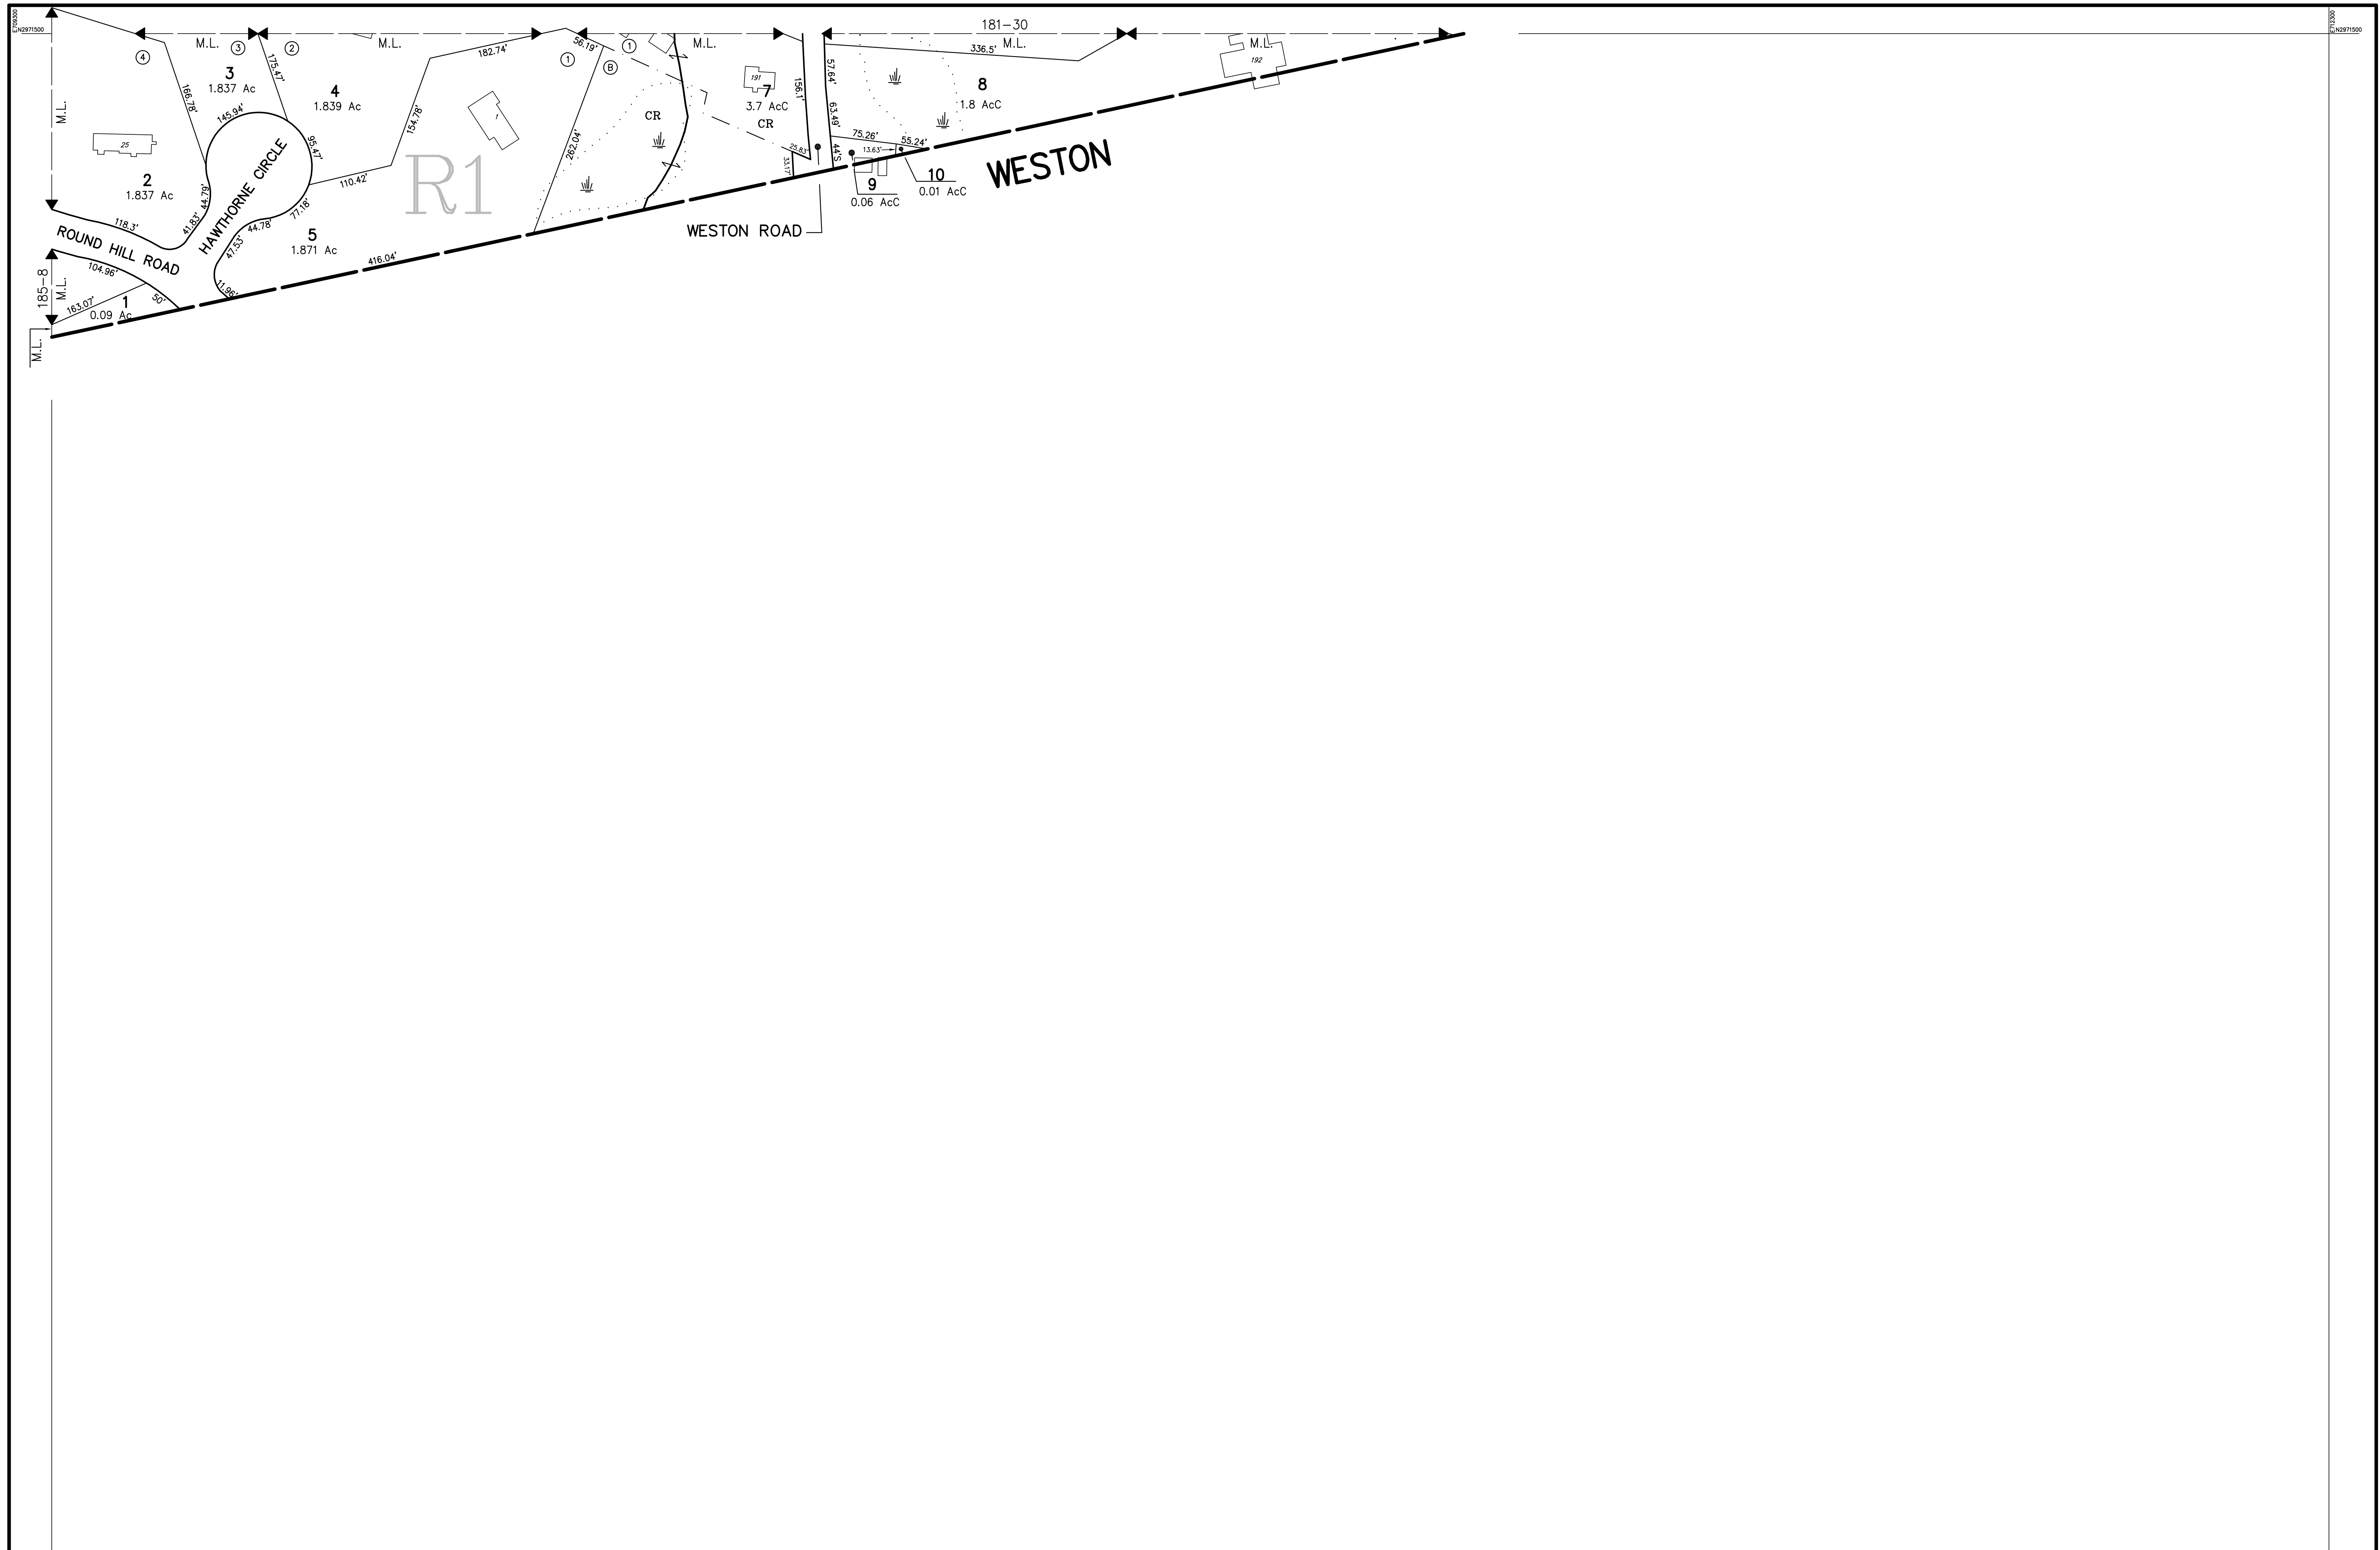 E709300
N2971500
181-30
E712300
N2971500
M.L.
M.L.
M.L.
M.L.
M.L.
M.L.
4
3
2
1
1
B
3
1.837 Ac
4
1.839 Ac
166.78'
175.47'
182.74'
56.19'
336.5'
192
191
7
3.7 AcC
8
1.8 AcC
156.1'
57.64'
63.49'
CR
CR
145.94'
95.47'
154.78'
262.04'
1
25
2
1.837 Ac
HAWTHORNE CIRCLE
110.42'
R1
75.26'
55.24'
13.63'
25.83'
33.17'
44'S
9
0.06 AcC
10
0.01 AcC
WESTON
44.79'
41.83'
77.18'
44.78'
47.53'
118.3'
ROUND HILL ROAD
WESTON ROAD
5
1.871 Ac
416.04'
104.96'
11.96'
50'
163.07'
1
0.09 Ac
185-8
M.L.
M.L.